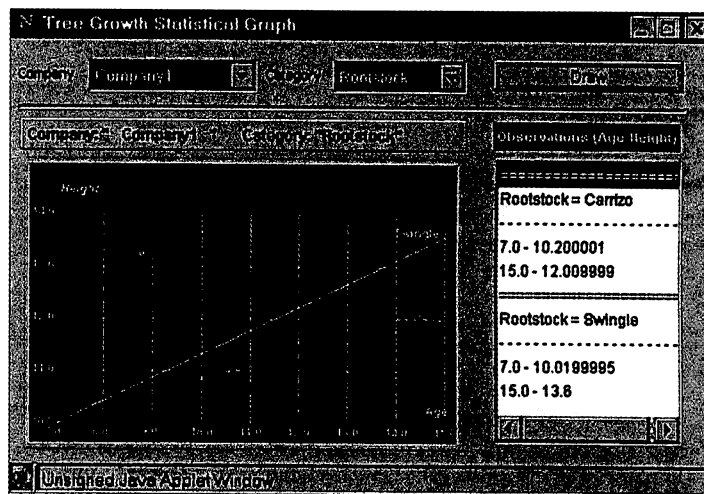 Tree Growth Statistical Graph
Company Company1 Category Rootstock Draw
Company=" Company1 " Category= "Rootstock"
Observations (Age Height)
Height
===================
Rootstock = Carrizo
7.0 - 10.200001
15.0 - 12.009999
Rootstock = Swingle
7.0 - 10.0199995
15.0 - 13.6
Age
Unsigned Java Applet Window